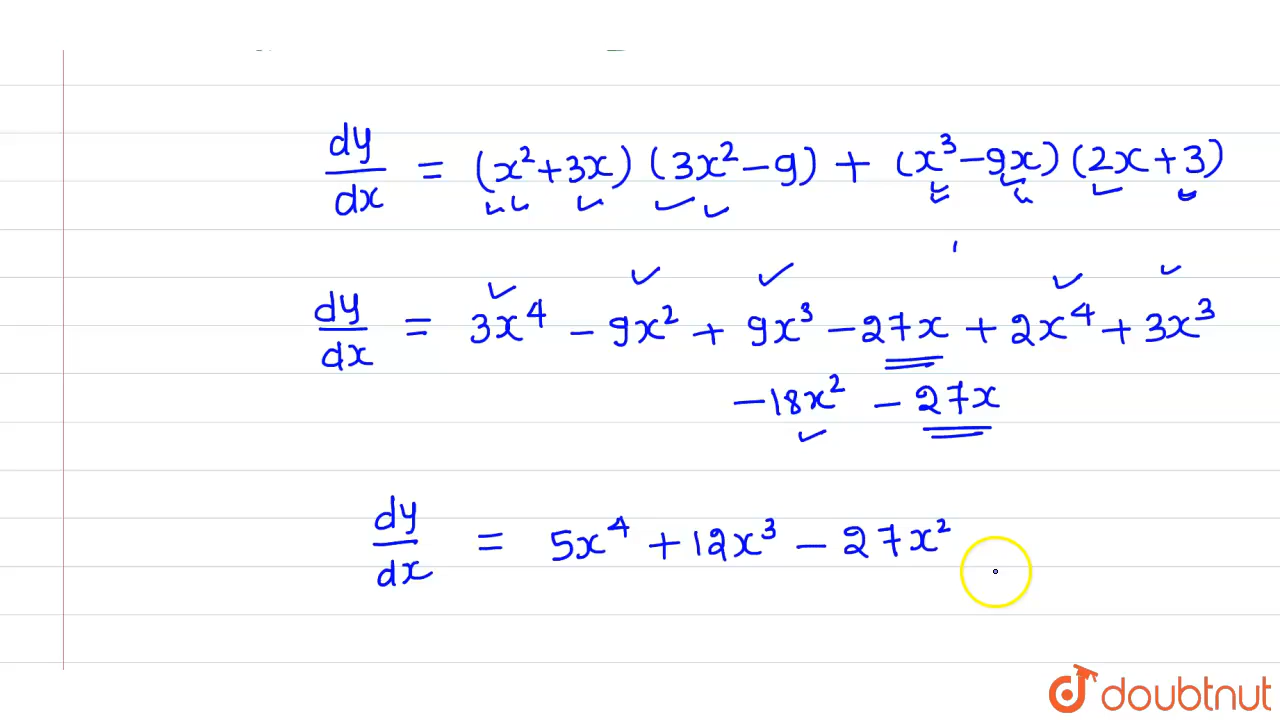 dy/dx = (x²+3x) (3x²−9) + (x³−9x) (2x+3)
dy/dx = 3x⁴ − 9x² + 9x³ − 27x + 2x⁴ + 3x³
−18x² − 27x
dy/dx = 5x⁴ + 12x³ − 27x²
doubtnut